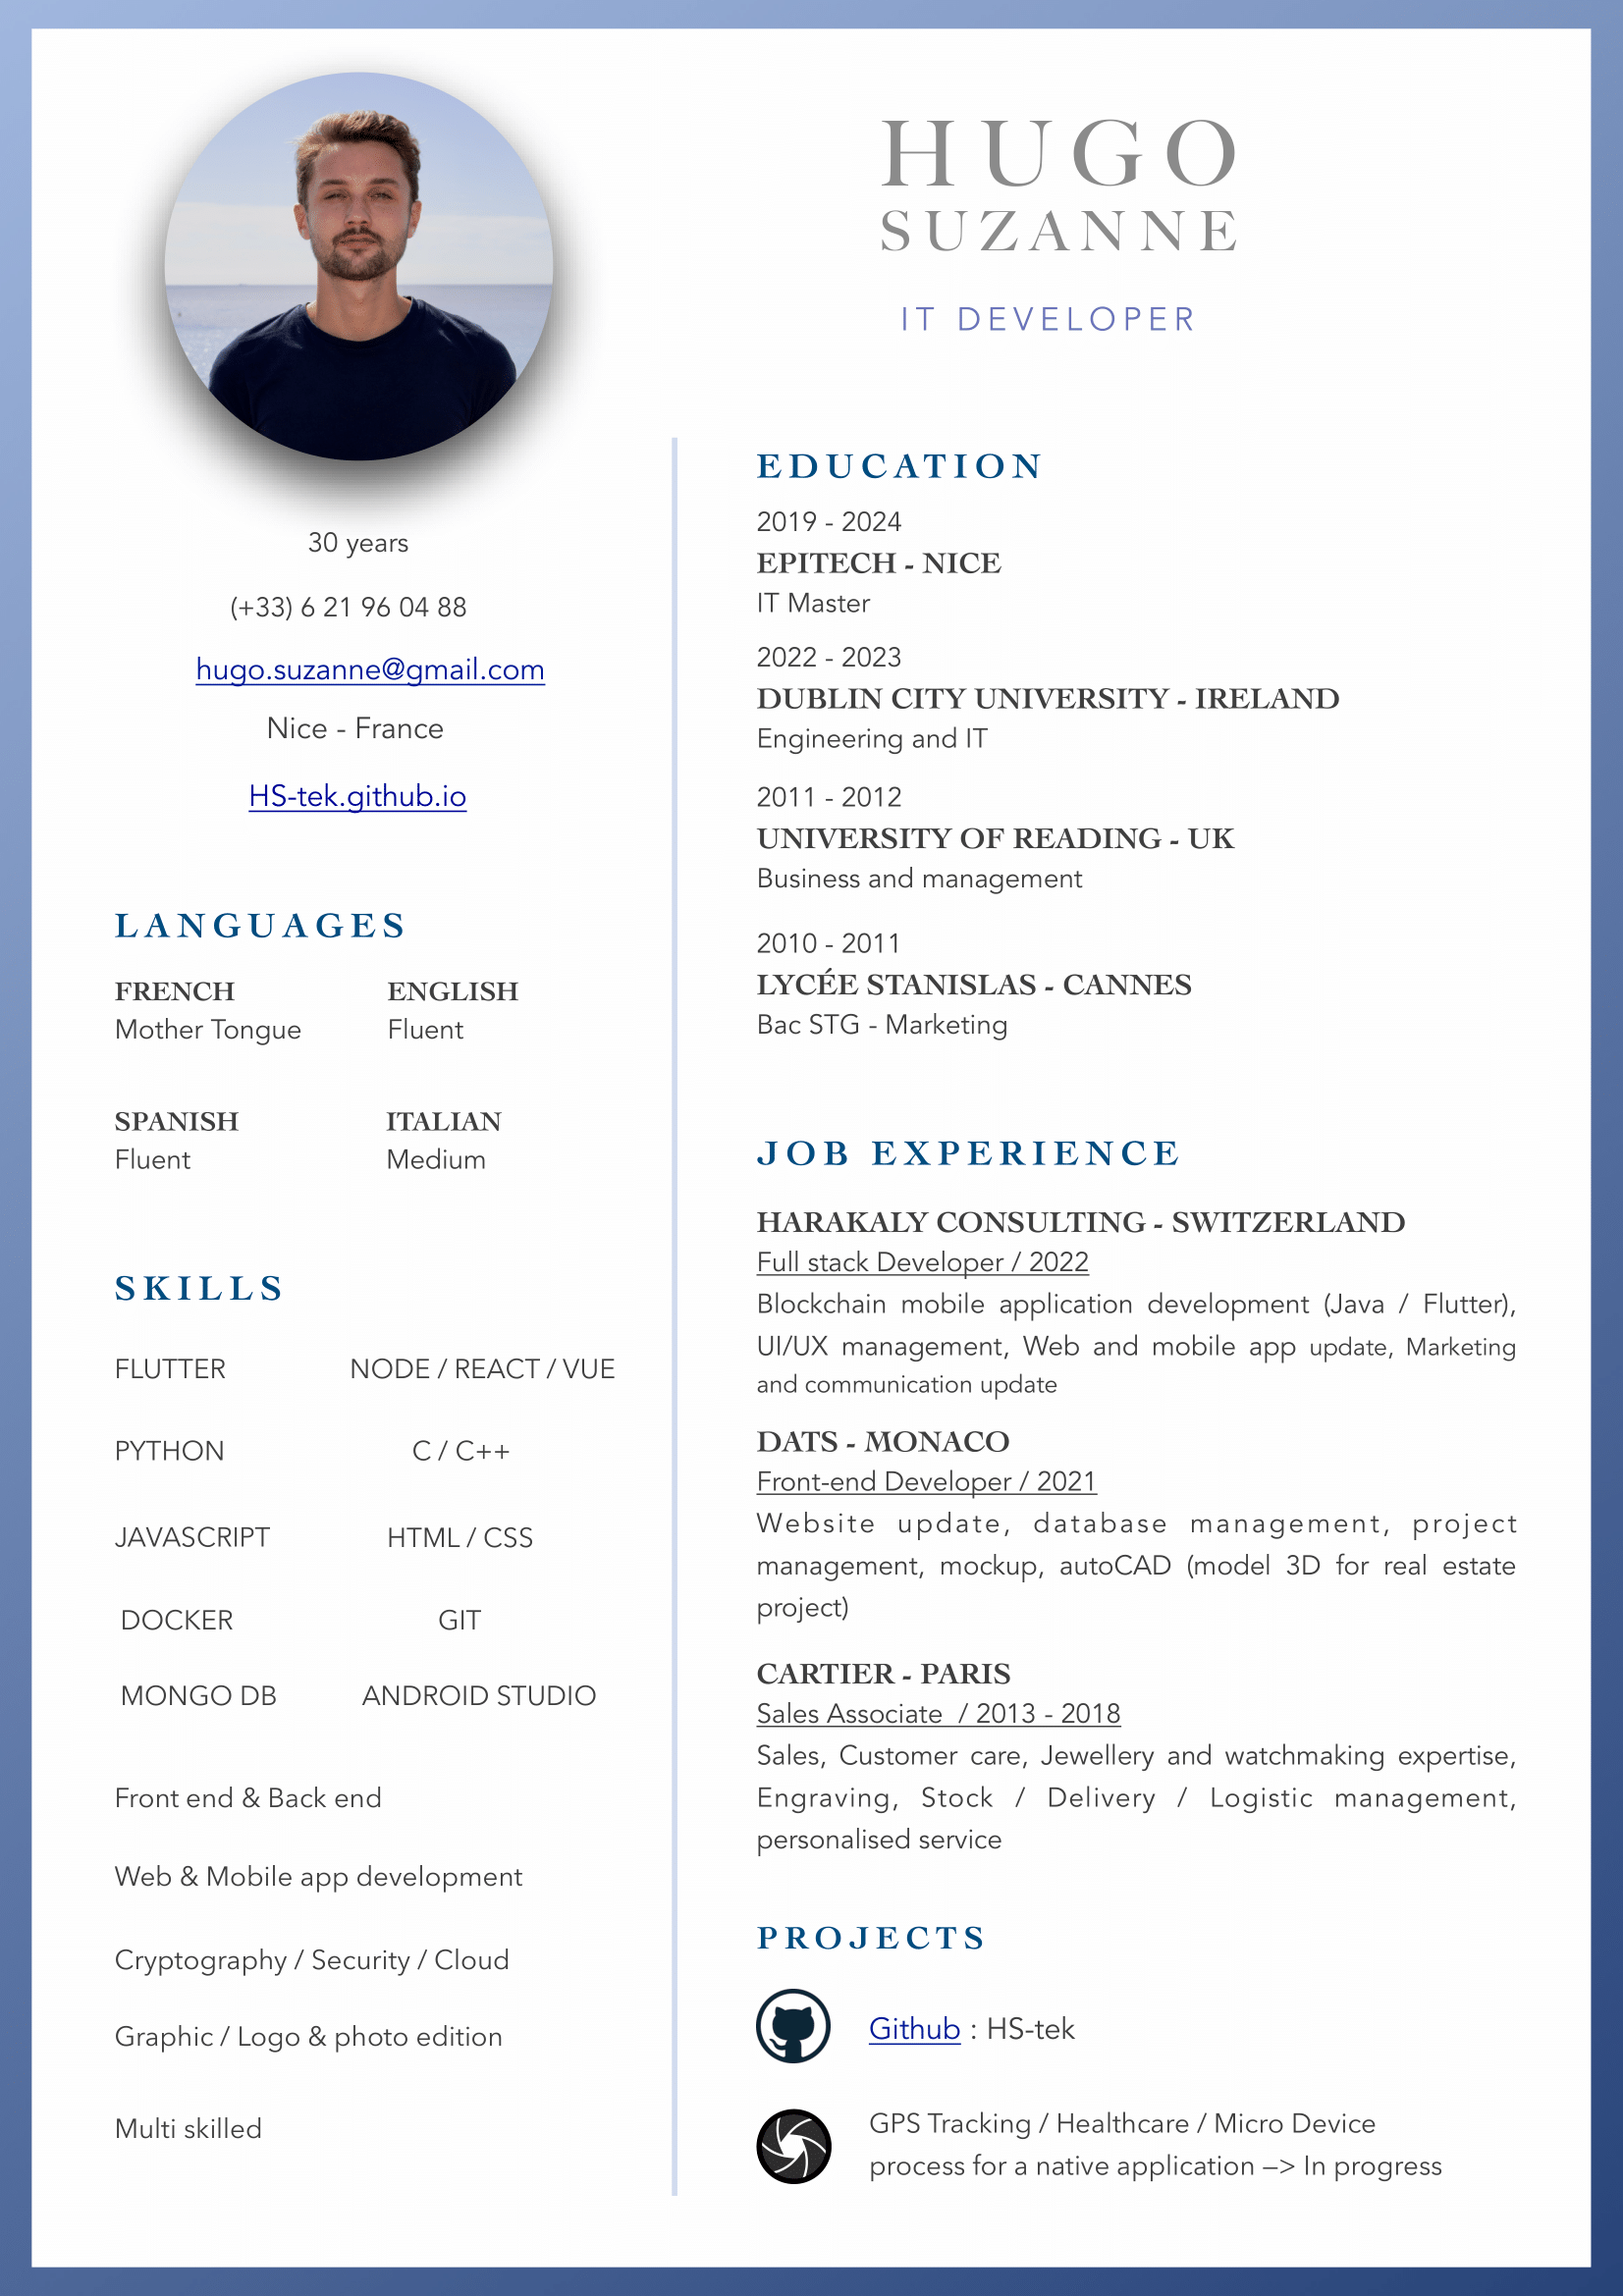 HUGO
SUZANNE
IT DEVELOPER
30 years
(+33) 6 21 96 04 88
hugo.suzanne@gmail.com
Nice - France
HS-tek.github.io
LANGUAGES
FRENCH
Mother Tongue
ENGLISH
Fluent
SPANISH
Fluent
ITALIAN
Medium
SKILLS
FLUTTER
NODE / REACT / VUE
PYTHON
C / C++
JAVASCRIPT
HTML / CSS
DOCKER
GIT
MONGO DB
ANDROID STUDIO
Front end & Back end
Web & Mobile app development
Cryptography / Security / Cloud
Graphic / Logo & photo edition
Multi skilled
EDUCATION
2019 - 2024
EPITECH - NICE
IT Master
2022 - 2023
DUBLIN CITY UNIVERSITY - IRELAND
Engineering and IT
2011 - 2012
UNIVERSITY OF READING - UK
Business and management
2010 - 2011
LYCÉE STANISLAS - CANNES
Bac STG - Marketing
JOB EXPERIENCE
HARAKALY CONSULTING - SWITZERLAND
Full stack Developer / 2022
Blockchain mobile application development (Java / Flutter),
UI/UX management, Web and mobile app update, Marketing
and communication update
DATS - MONACO
Front-end Developer / 2021
Website update, database management, project
management, mockup, autoCAD (model 3D for real estate
project)
CARTIER - PARIS
Sales Associate / 2013 - 2018
Sales, Customer care, Jewellery and watchmaking expertise,
Engraving, Stock / Delivery / Logistic management,
personalised service
PROJECTS
Github : HS-tek
GPS Tracking / Healthcare / Micro Device
process for a native application —> In progress